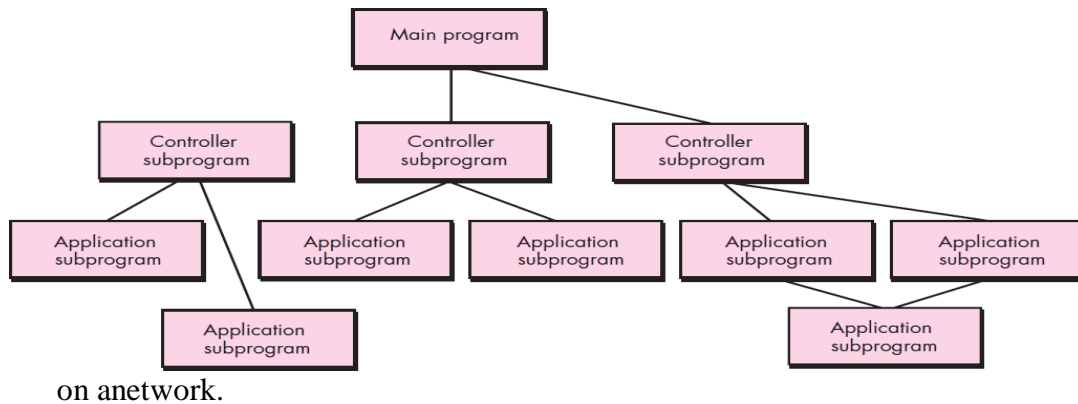 Main program
Controller
subprogram
Controller
subprogram
Controller
subprogram
Application
subprogram
Application
subprogram
Application
subprogram
Application
subprogram
Application
subprogram
Application
subprogram
Application
subprogram
on anetwork.